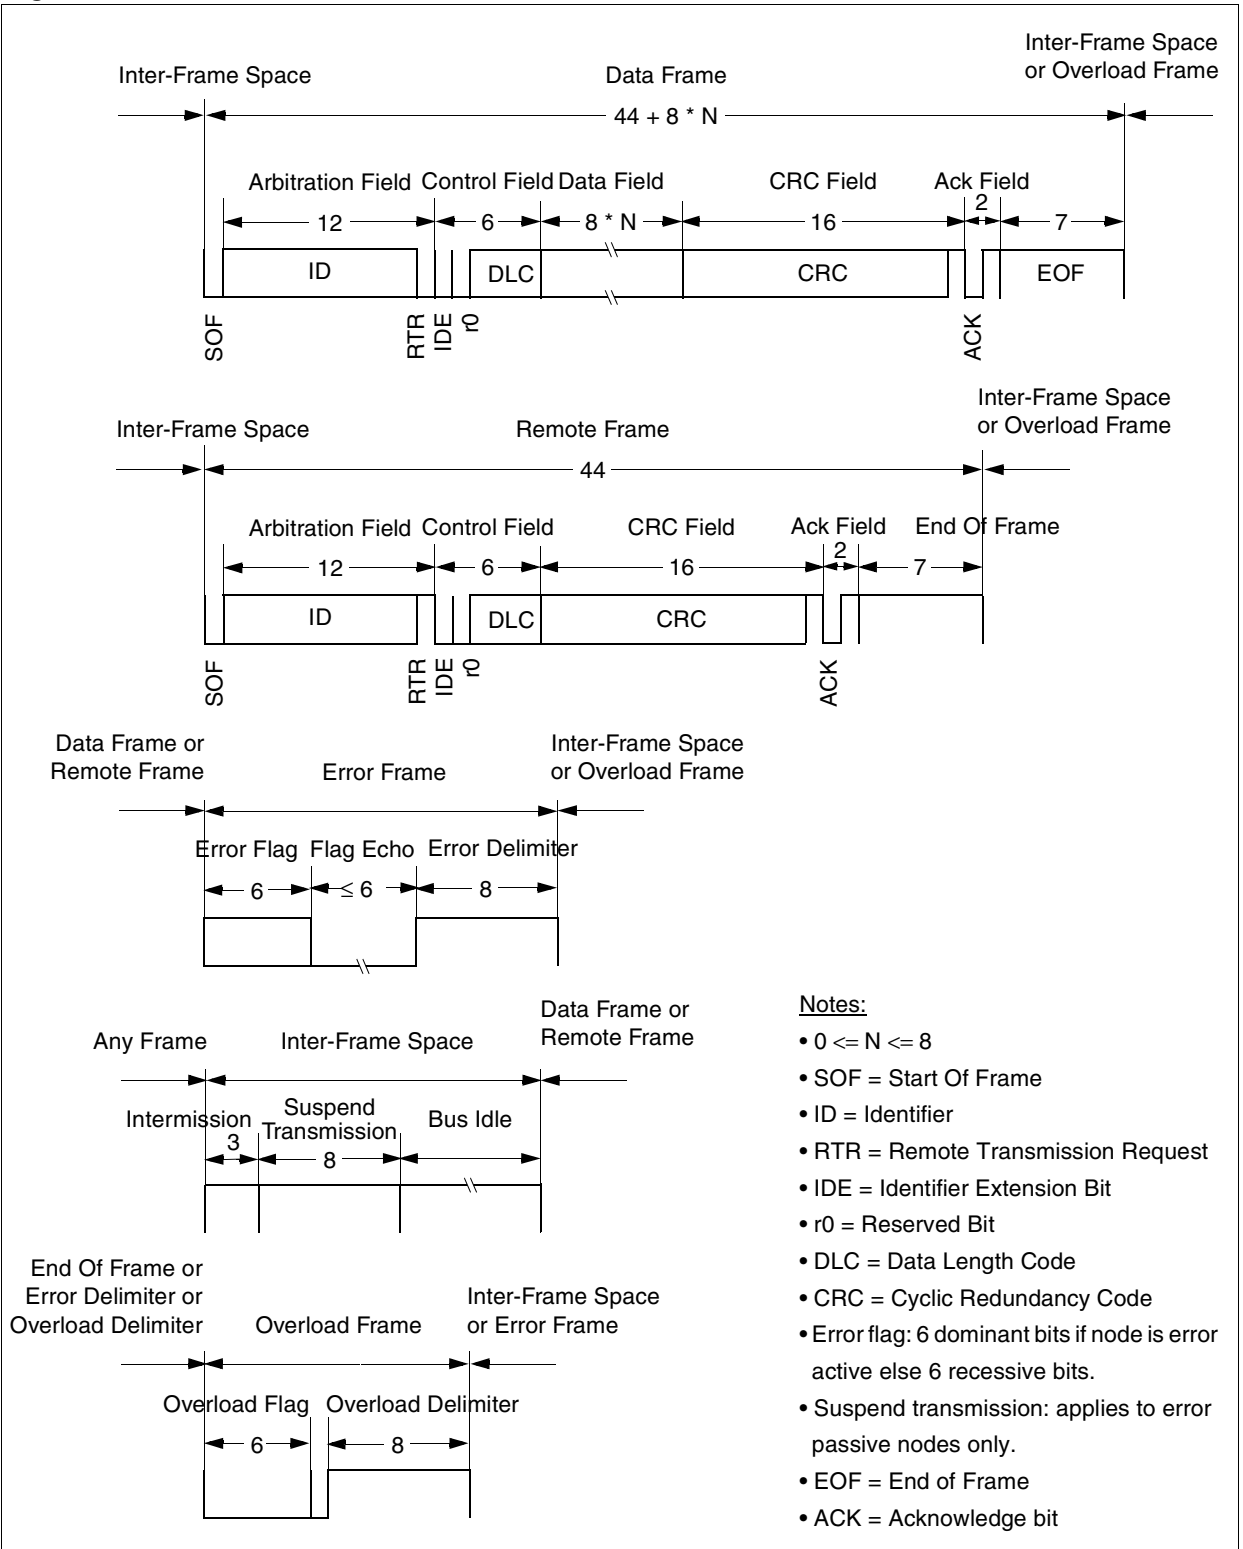 Inter-Frame Space
Data Frame
Inter-Frame Space
or Overload Frame
44 + 8 * N
Arbitration Field
Control Field
Data Field
CRC Field
Ack Field
12
6
8 * N
16
2
7
ID
DLC
CRC
EOF
SOF
RTR
IDE
r0
ACK
Inter-Frame Space
Remote Frame
Inter-Frame Space
or Overload Frame
44
Arbitration Field
Control Field
CRC Field
Ack Field
End Of Frame
12
6
16
2
7
ID
DLC
CRC
SOF
RTR
IDE
r0
ACK
Data Frame or
Remote Frame
Error Frame
Inter-Frame Space
or Overload Frame
Error Flag
Flag Echo
Error Delimiter
6
≤ 6
8
Any Frame
Inter-Frame Space
Data Frame or
Remote Frame
Intermission
Suspend
Transmission
Bus Idle
3
8
End Of Frame or
Error Delimiter or
Overload Delimiter
Overload Frame
Inter-Frame Space
or Error Frame
Overload Flag
Overload Delimiter
6
8
Notes:
• 0 <= N <= 8
• SOF = Start Of Frame
• ID = Identifier
• RTR = Remote Transmission Request
• IDE = Identifier Extension Bit
• r0 = Reserved Bit
• DLC = Data Length Code
• CRC = Cyclic Redundancy Code
• Error flag: 6 dominant bits if node is error
active else 6 recessive bits.
• Suspend transmission: applies to error
passive nodes only.
• EOF = End of Frame
• ACK = Acknowledge bit